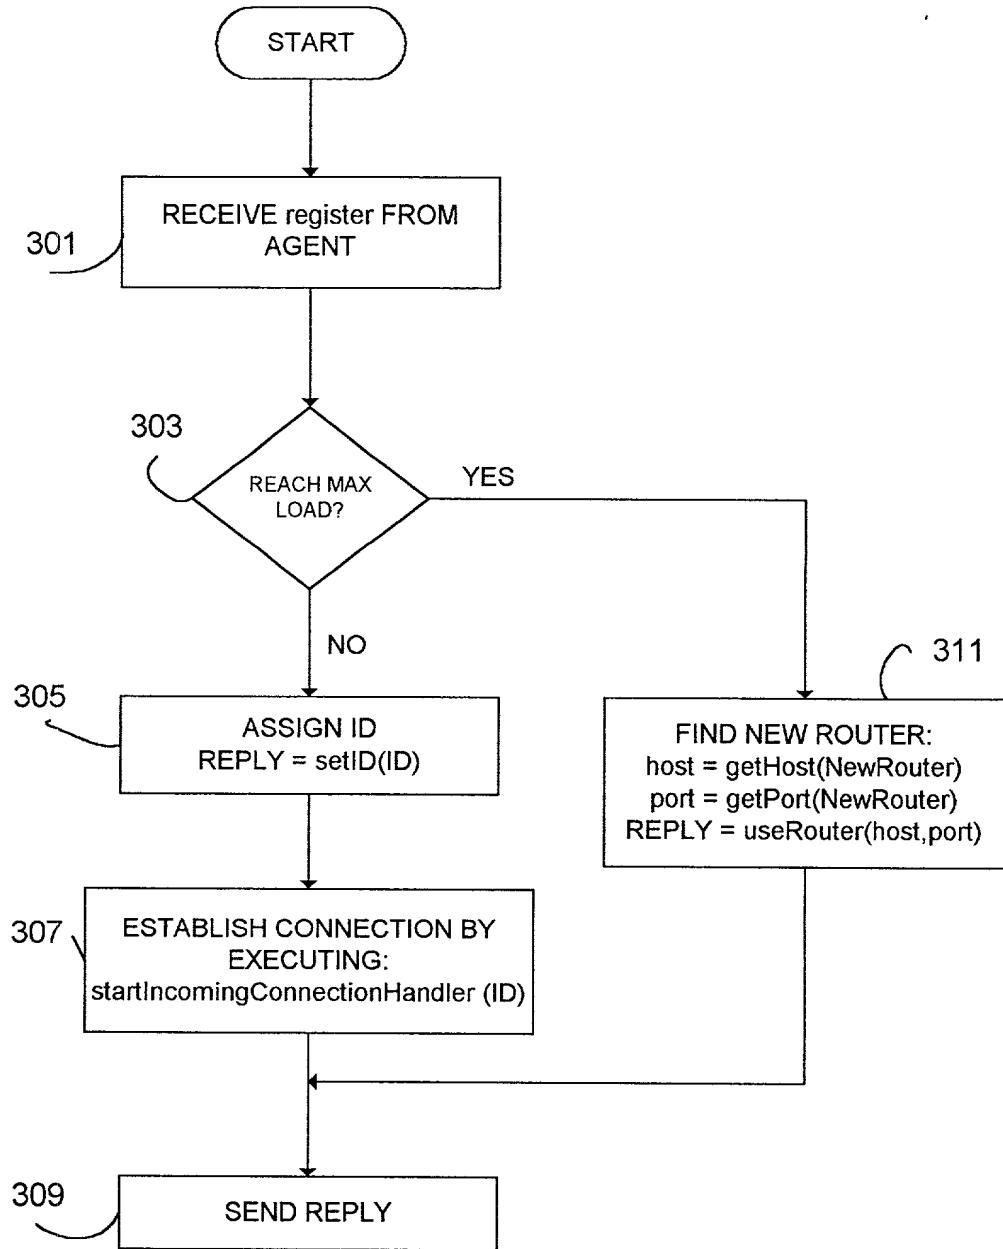 START
RECEIVE register FROM
AGENT
301
303
REACH MAX
LOAD?
YES
NO
305
ASSIGN ID
REPLY = setID(ID)
311
FIND NEW ROUTER:
host = getHost(NewRouter)
port = getPort(NewRouter)
REPLY = useRouter(host,port)
307
ESTABLISH CONNECTION BY
EXECUTING:
startIncomingConnectionHandler (ID)
309
SEND REPLY